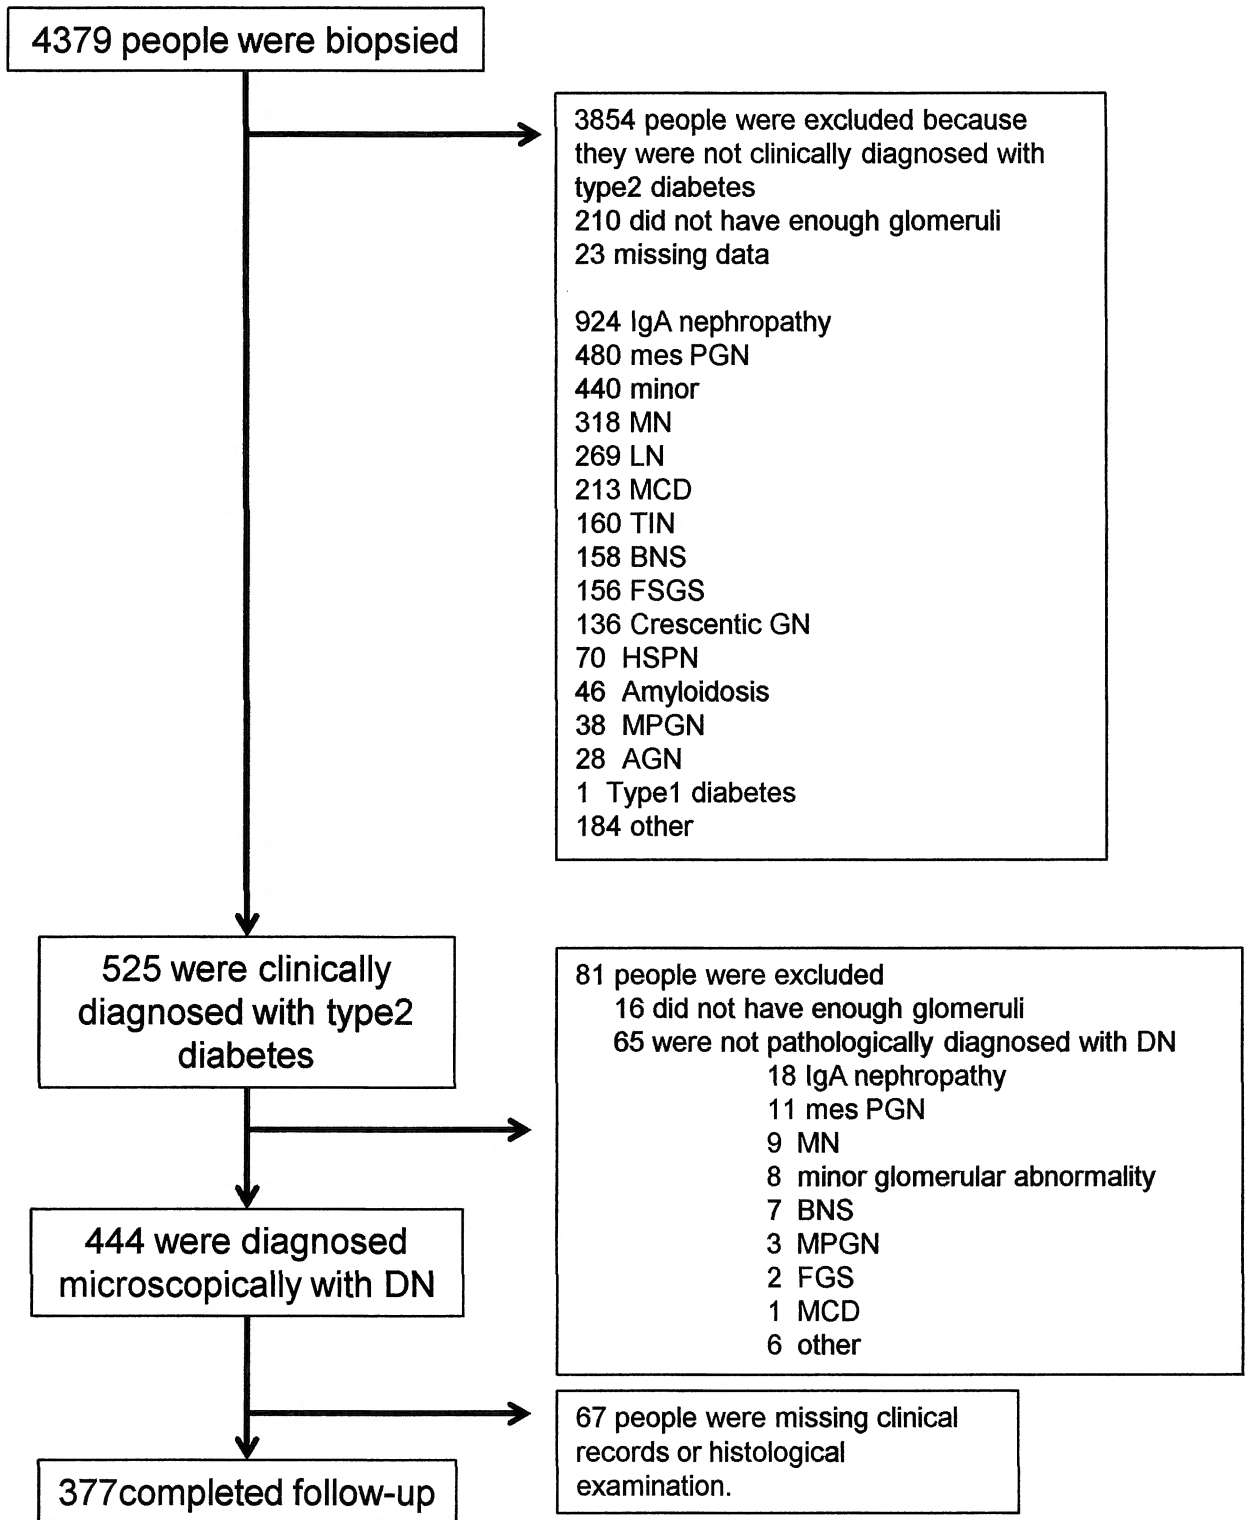 4379 people were biopsied
3854 people were excluded because
they were not clinically diagnosed with
type2 diabetes
210 did not have enough glomeruli
23 missing data
924 IgA nephropathy
480 mes PGN
440 minor
318 MN
269 LN
213 MCD
160 TIN
158 BNS
156 FSGS
136 Crescentic GN
70 HSPN
46 Amyloidosis
38 MPGN
28 AGN
1 Type1 diabetes
184 other
525 were clinically
diagnosed with type2
diabetes
81 people were excluded
16 did not have enough glomeruli
65 were not pathologically diagnosed with DN
18 IgA nephropathy
11 mes PGN
9 MN
8 minor glomerular abnormality
7 BNS
3 MPGN
2 FGS
1 MCD
6 other
444 were diagnosed
microscopically with DN
67 people were missing clinical
records or histological
examination.
377completed follow-up